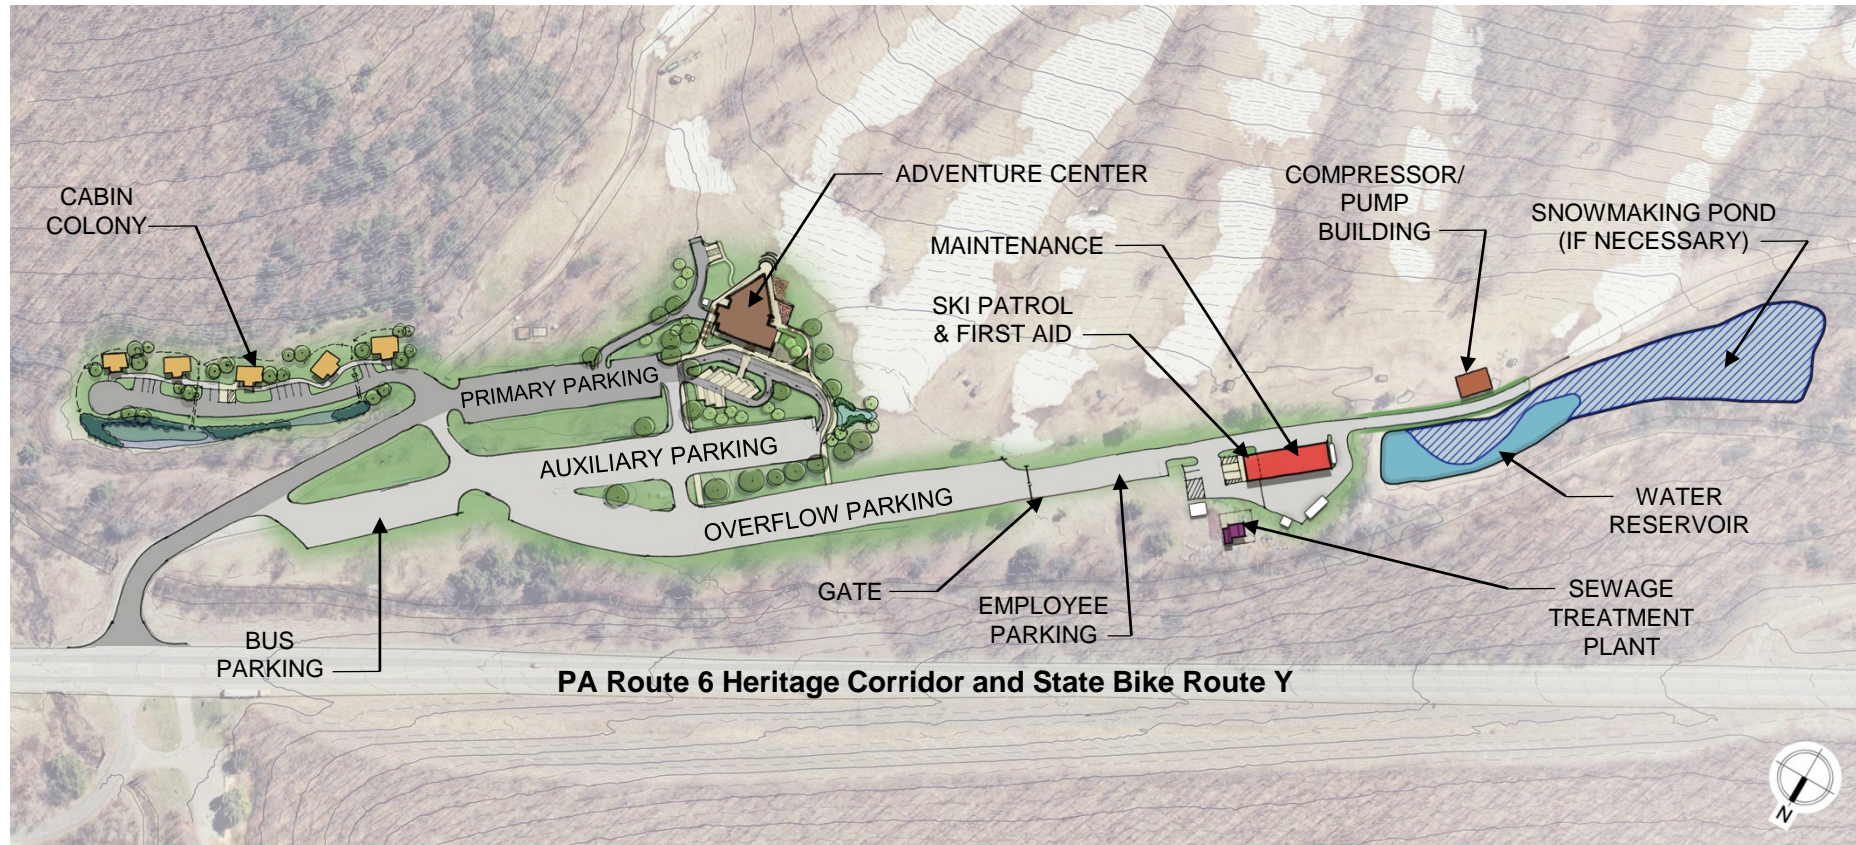 CABIN
COLONY
ADVENTURE CENTER
MAINTENANCE
SKI PATROL
& FIRST AID
COMPRESSOR/
PUMP
BUILDING
SNOWMAKING POND
(IF NECESSARY)
PRIMARY PARKING
AUXILIARY PARKING
OVERFLOW PARKING
WATER
RESERVOIR
GATE
EMPLOYEE
PARKING
SEWAGE
TREATMENT
PLANT
BUS
PARKING
PA Route 6 Heritage Corridor and State Bike Route Y
N